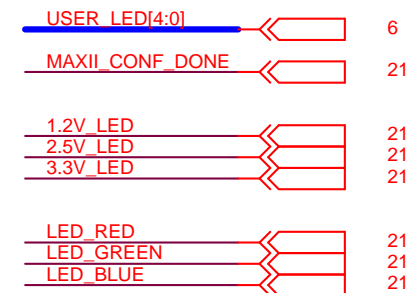 USER_LED[4:0] 6
MAXII_CONF_DONE 21
1.2V_LED 21
2.5V_LED 21
3.3V_LED 21
LED_RED 21
LED_GREEN 21
LED_BLUE 21